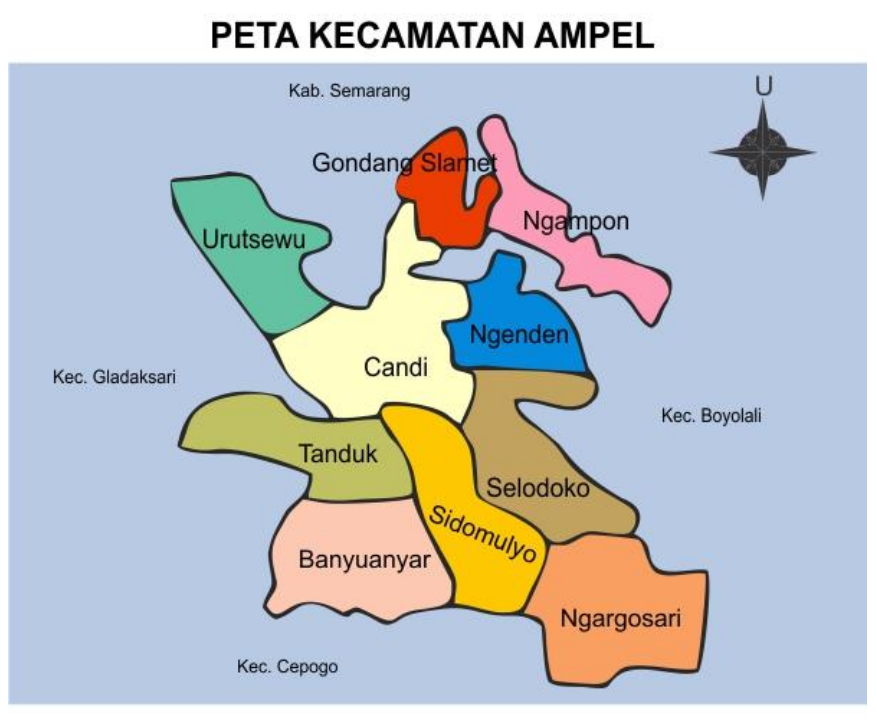 PETA KECAMATAN AMPEL
Kab. Semarang
U
Gondang Slamet
Ngampon
Urutsewu
Ngenden
Candi
Kec. Gladaksari
Kec. Boyolali
Tanduk
Selodoko
Sidomulyo
Banyuanyar
Ngargosari
Kec. Cepogo